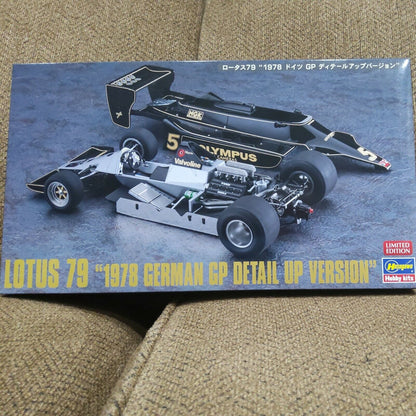 ロータス79 “1978 ドイツ GP ディテールアップバージョン”
NGK
5
OLYMPUS
5
Valvoline
LIMITED
EDITION
LOTUS 79 “1978 GERMAN GP DETAIL UP VERSION”
Hasegawa
Hobby kits